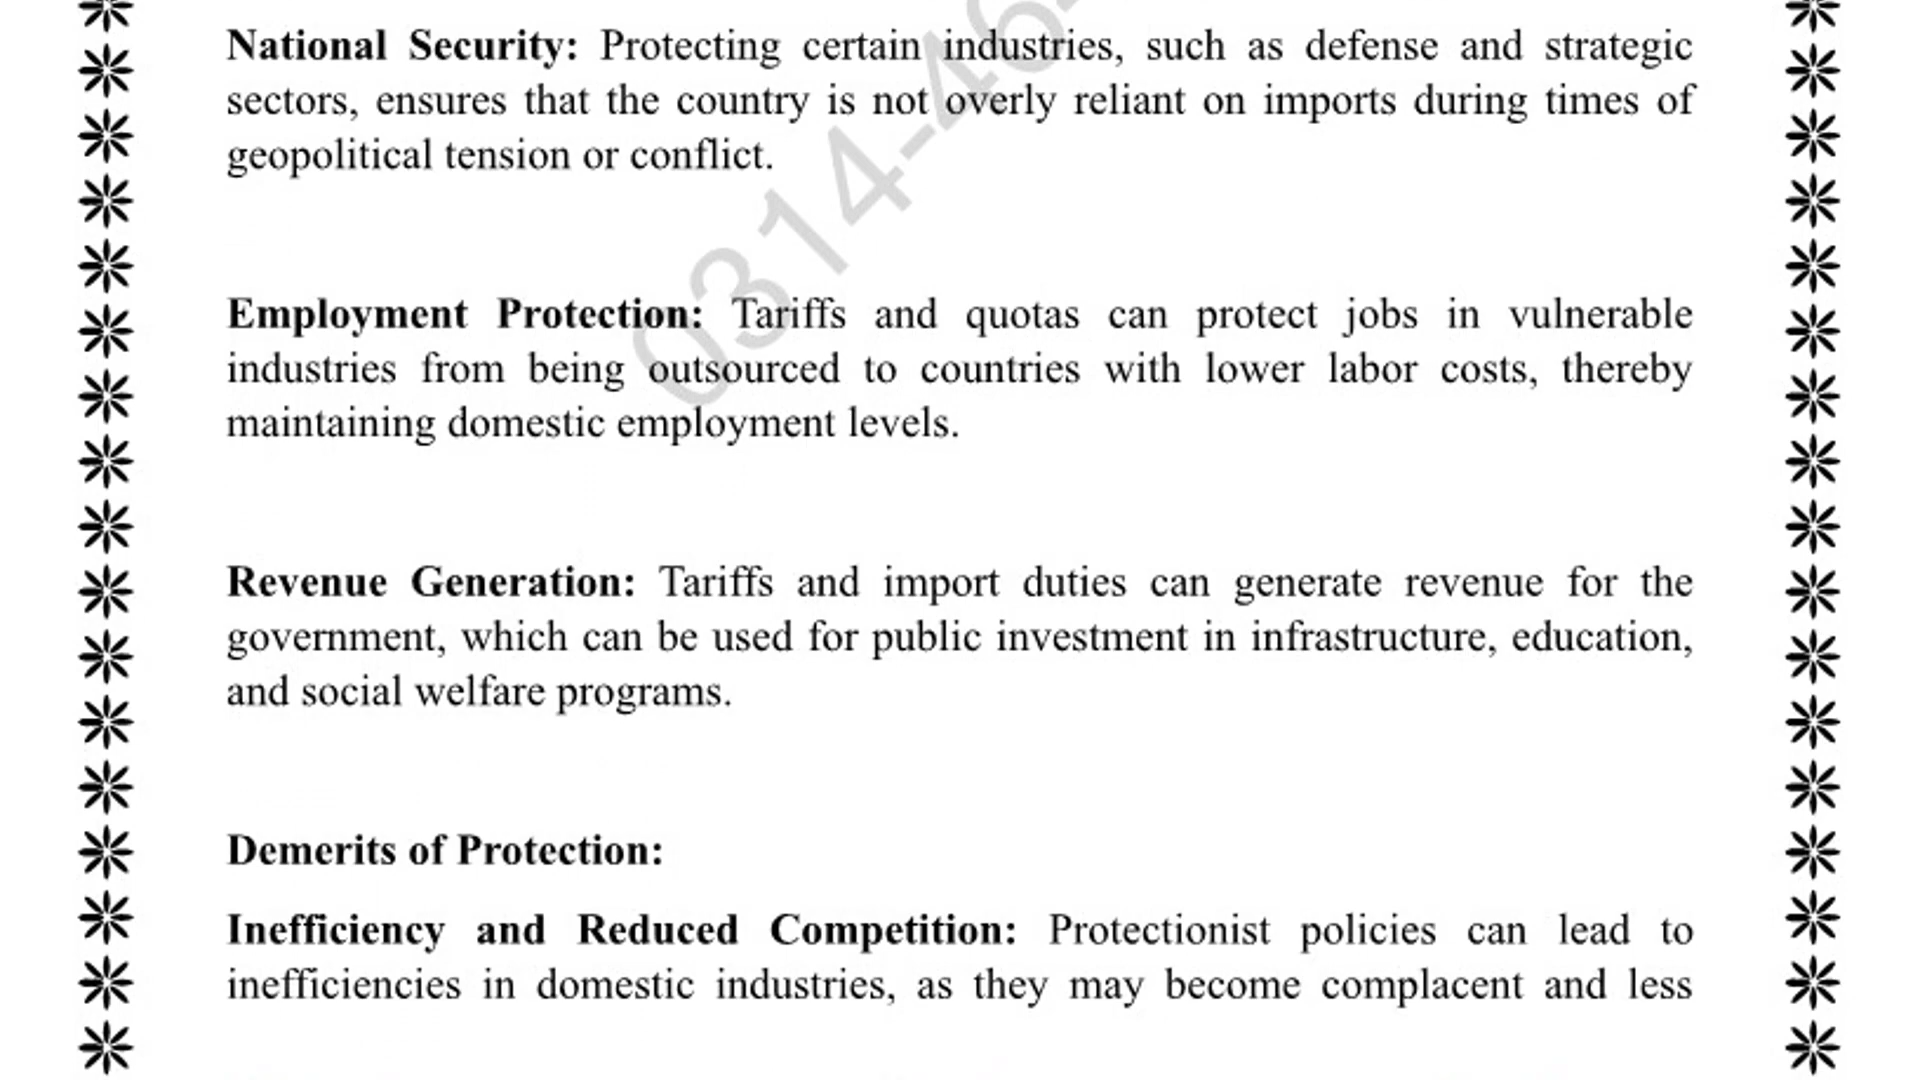 National Security: Protecting certain industries, such as defense and strategic
sectors, ensures that the country is not overly reliant on imports during times of
geopolitical tension or conflict.
0314-46
Employment Protection: Tariffs and quotas can protect jobs in vulnerable
industries from being outsourced to countries with lower labor costs, thereby
maintaining domestic employment levels.
Revenue Generation: Tariffs and import duties can generate revenue for the
government, which can be used for public investment in infrastructure, education,
and social welfare programs.
Demerits of Protection:
Inefficiency and Reduced Competition: Protectionist policies can lead to
inefficiencies in domestic industries, as they may become complacent and less